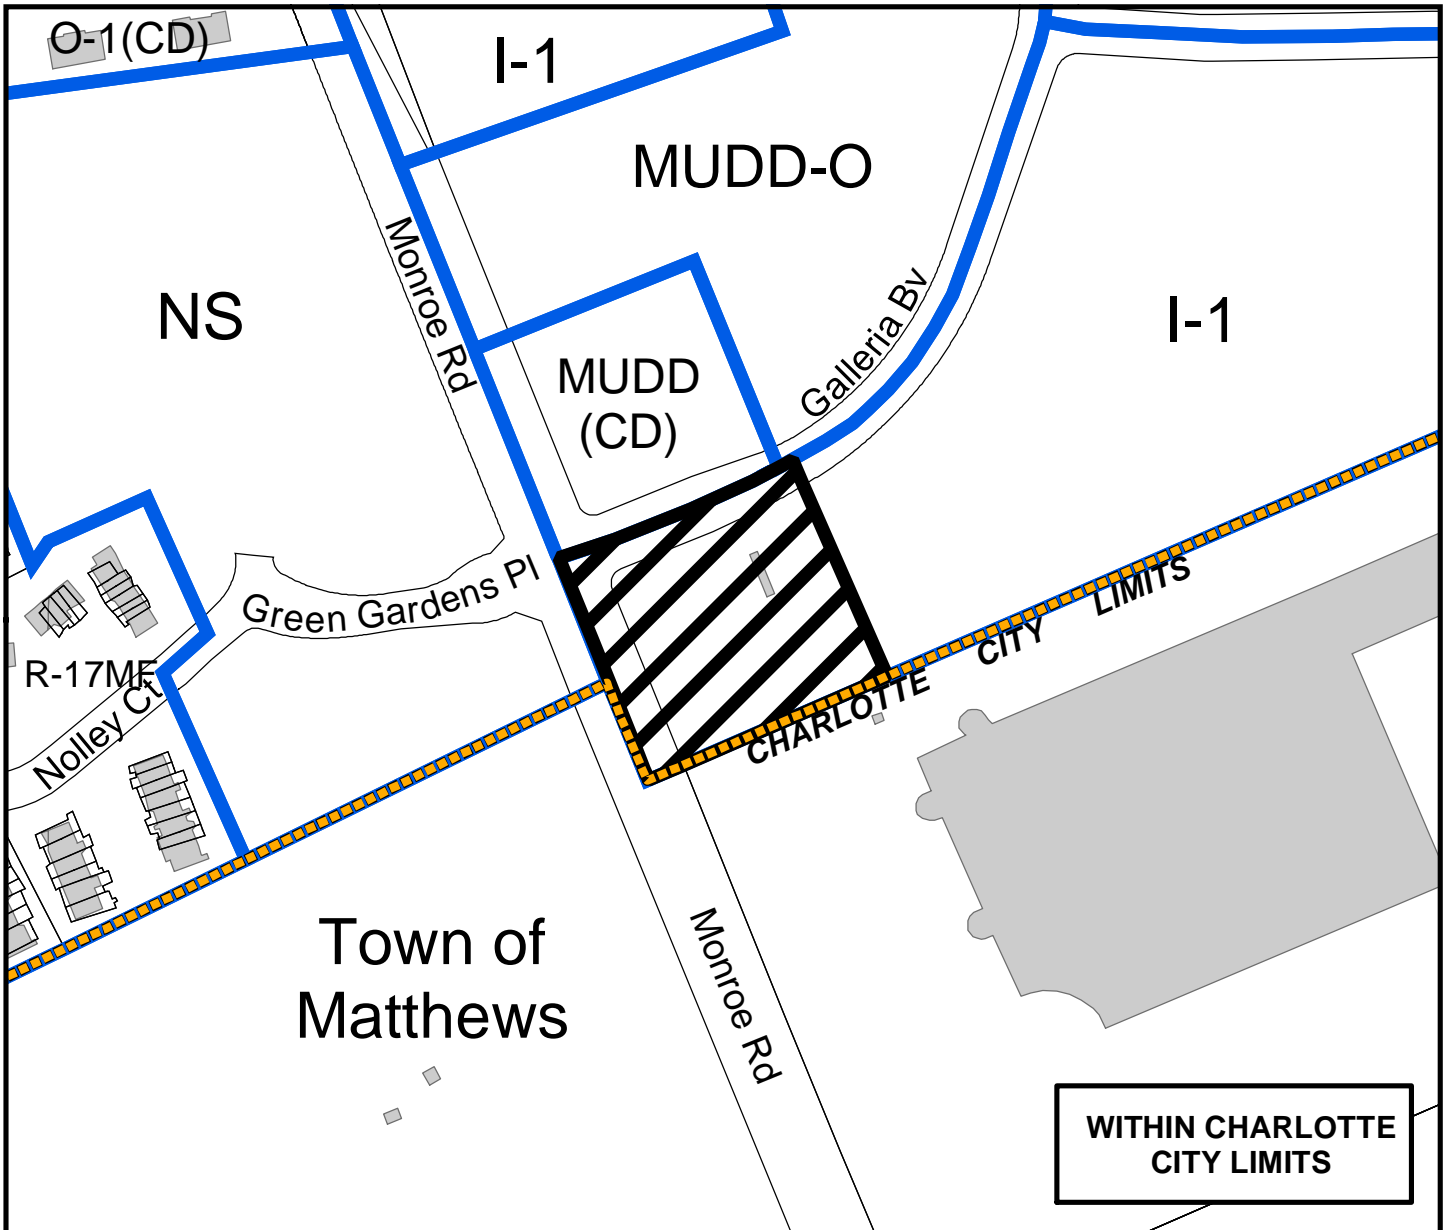 O-1(CD)
I-1
MUDD-O
NS
Monroe Rd
MUDD
(CD)
Galleria Bv
I-1
Green Gardens Pl
R-17MF
Nolley Ct
CHARLOTTE CITY LIMITS
Town of
Matthews
Monroe Rd
WITHIN CHARLOTTE
CITY LIMITS